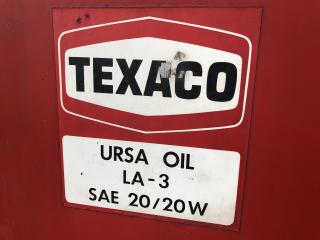 TEXACO
URSA OIL
LA-3
SAE 20/20W